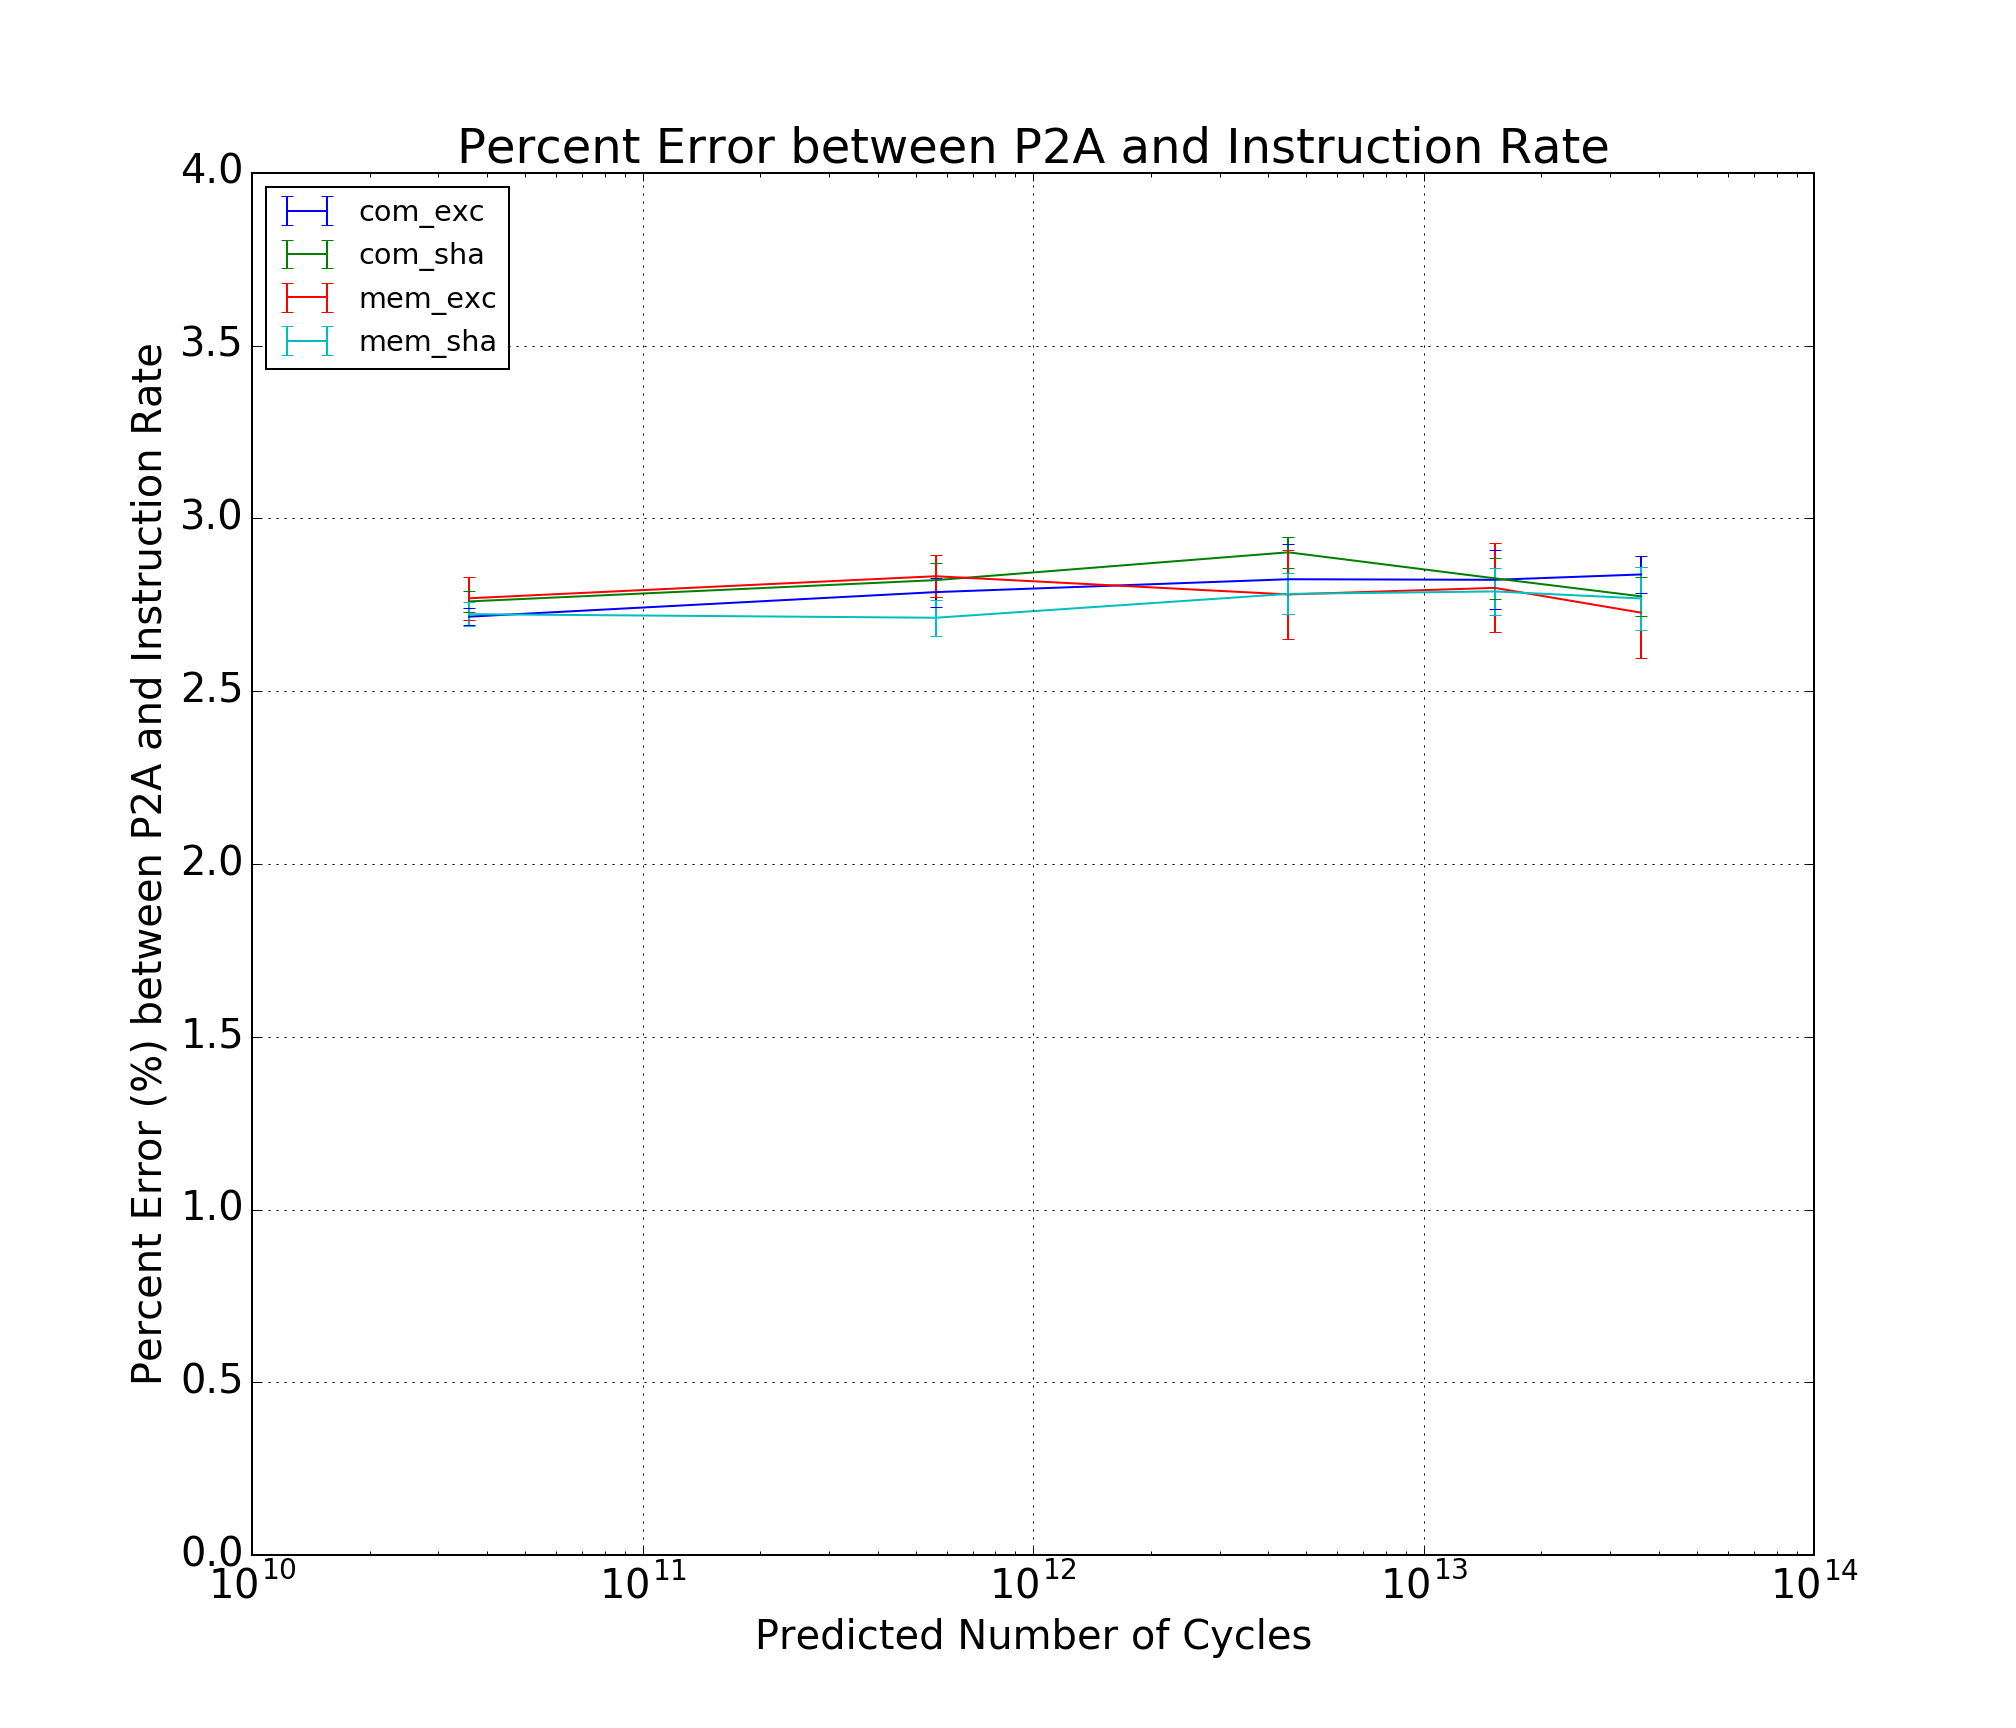 Percent Error between P2A and Instruction Rate
4.0
3.5
3.0
2.5
2.0
1.5
1.0
0.5
0.0
Percent Error (%) between P2A and Instruction Rate
com_exc
com_sha
mem_exc
mem_sha
10^10 10^11 10^12 10^13 10^14
Predicted Number of Cycles